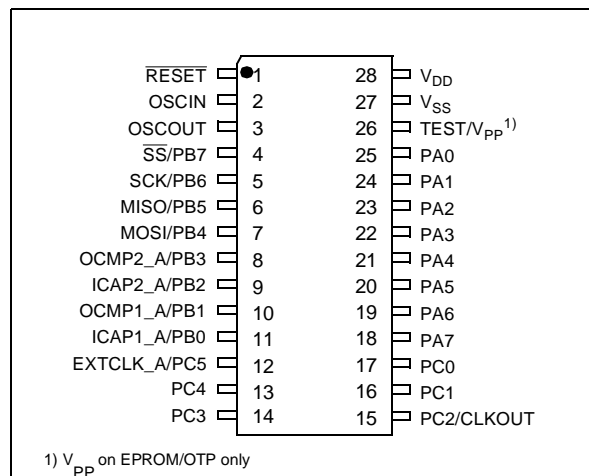 RESET 1 28 VDD
OSCIN 2 27 VSS
OSCOUT 3 26 TEST/VPP1)
SS/PB7 4 25 PA0
SCK/PB6 5 24 PA1
MISO/PB5 6 23 PA2
MOSI/PB4 7 22 PA3
OCMP2_A/PB3 8 21 PA4
ICAP2_A/PB2 9 20 PA5
OCMP1_A/PB1 10 19 PA6
ICAP1_A/PB0 11 18 PA7
EXTCLK_A/PC5 12 17 PC0
PC4 13 16 PC1
PC3 14 15 PC2/CLKOUT
1) VPP on EPROM/OTP only